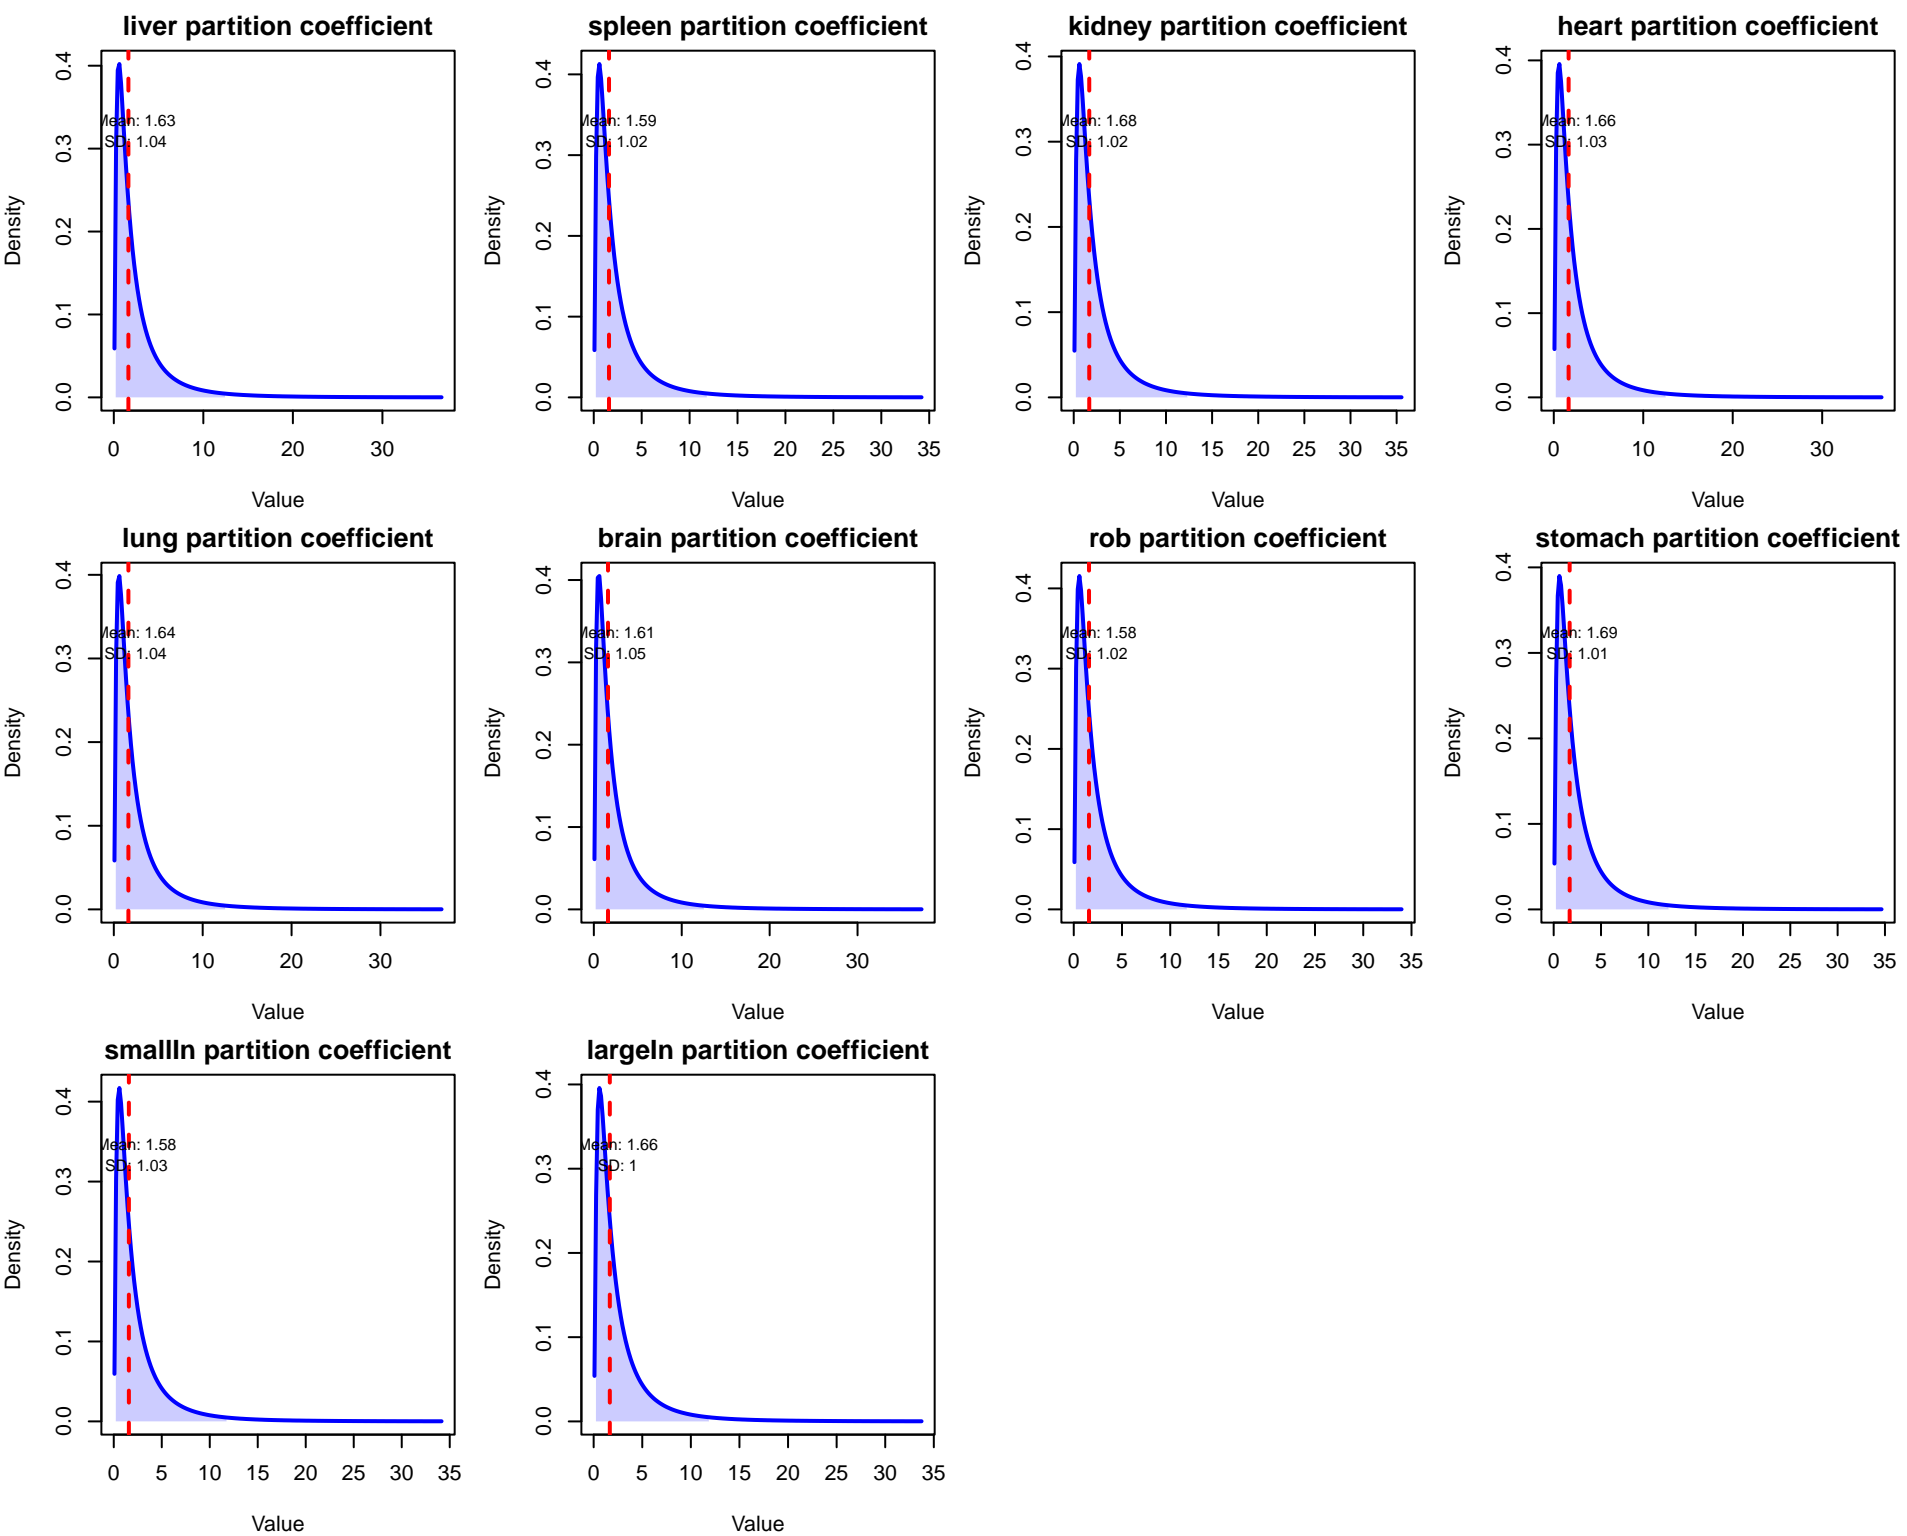 liver partition coefficient
Density
0.0 0.1 0.2 0.3 0.4
Mean: 1.63
SD: 1.04
0 10 20 30
Value
spleen partition coefficient
Density
0.0 0.1 0.2 0.3 0.4
Mean: 1.59
SD: 1.02
0 5 10 15 20 25 30 35
Value
kidney partition coefficient
Density
0.0 0.1 0.2 0.3 0.4
Mean: 1.68
SD: 1.02
0 5 10 15 20 25 30 35
Value
heart partition coefficient
Density
0.0 0.1 0.2 0.3 0.4
Mean: 1.66
SD: 1.03
0 10 20 30
Value
lung partition coefficient
Density
0.0 0.1 0.2 0.3 0.4
Mean: 1.64
SD: 1.04
0 10 20 30
Value
brain partition coefficient
Density
0.0 0.1 0.2 0.3 0.4
Mean: 1.61
SD: 1.05
0 10 20 30
Value
rob partition coefficient
Density
0.0 0.1 0.2 0.3 0.4
Mean: 1.58
SD: 1.02
0 5 10 15 20 25 30 35
Value
stomach partition coefficient
Density
0.0 0.1 0.2 0.3 0.4
Mean: 1.69
SD: 1.01
0 5 10 15 20 25 30 35
Value
smallIn partition coefficient
Density
0.0 0.1 0.2 0.3 0.4
Mean: 1.58
SD: 1.03
0 5 10 15 20 25 30 35
Value
largeIn partition coefficient
Density
0.0 0.1 0.2 0.3 0.4
Mean: 1.66
SD: 1
0 5 10 15 20 25 30 35
Value